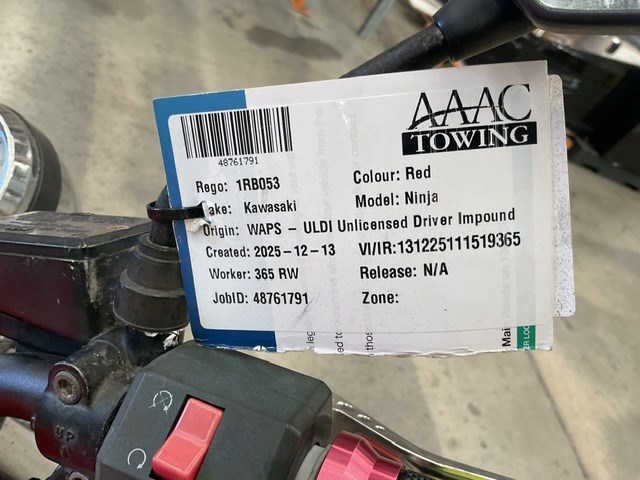 AAAC
TOWING
48761791
Rego: 1RB053 Colour: Red
ake: Kawasaki Model: Ninja
Origin: WAPS - ULDI Unlicensed Driver Impound
Created: 2025-12-13 VI/IR:131225111519365
Worker: 365 RW Release: N/A
JobID: 48761791 Zone:
UP